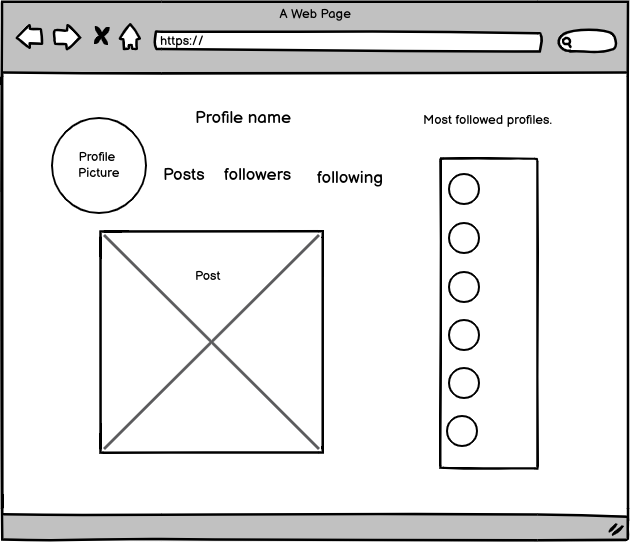 A Web Page
https://
Profile name
Most followed profiles.
Profile
Picture
Posts followers following
Post